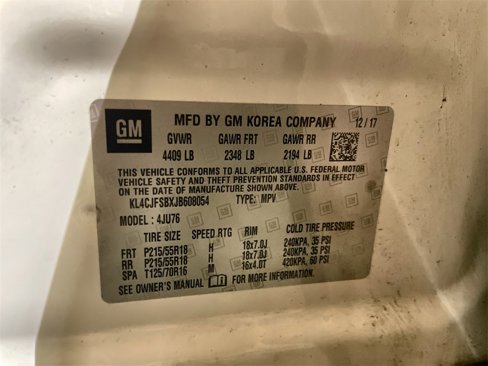 GM MFD BY GM KOREA COMPANY 12/17
GVWR GAWR FRT GAWR RR
4409 LB 2348 LB 2194 LB
THIS VEHICLE CONFORMS TO ALL APPLICABLE U.S. FEDERAL MOTOR
VEHICLE SAFETY AND THEFT PREVENTION STANDARDS IN EFFECT
ON THE DATE OF MANUFACTURE SHOWN ABOVE.
KL4CJFSBXJB608054 TYPE: MPV
MODEL: 4JU76
TIRE SIZE SPEED RTG RIM COLD TIRE PRESSURE
FRT P215/55R18 H 18x7.0J 240KPA, 35 PSI
RR P215/55R18 H 18x7.0J 240KPA, 35 PSI
SPA T125/70R16 M 16x4.0T 420KPA, 60 PSI
SEE OWNER'S MANUAL FOR MORE INFORMATION.